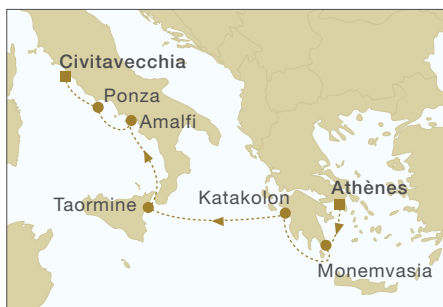 Civitavecchia
Ponza
Amalfi
Taormine
Katakolon
Athènes
Monemvasia